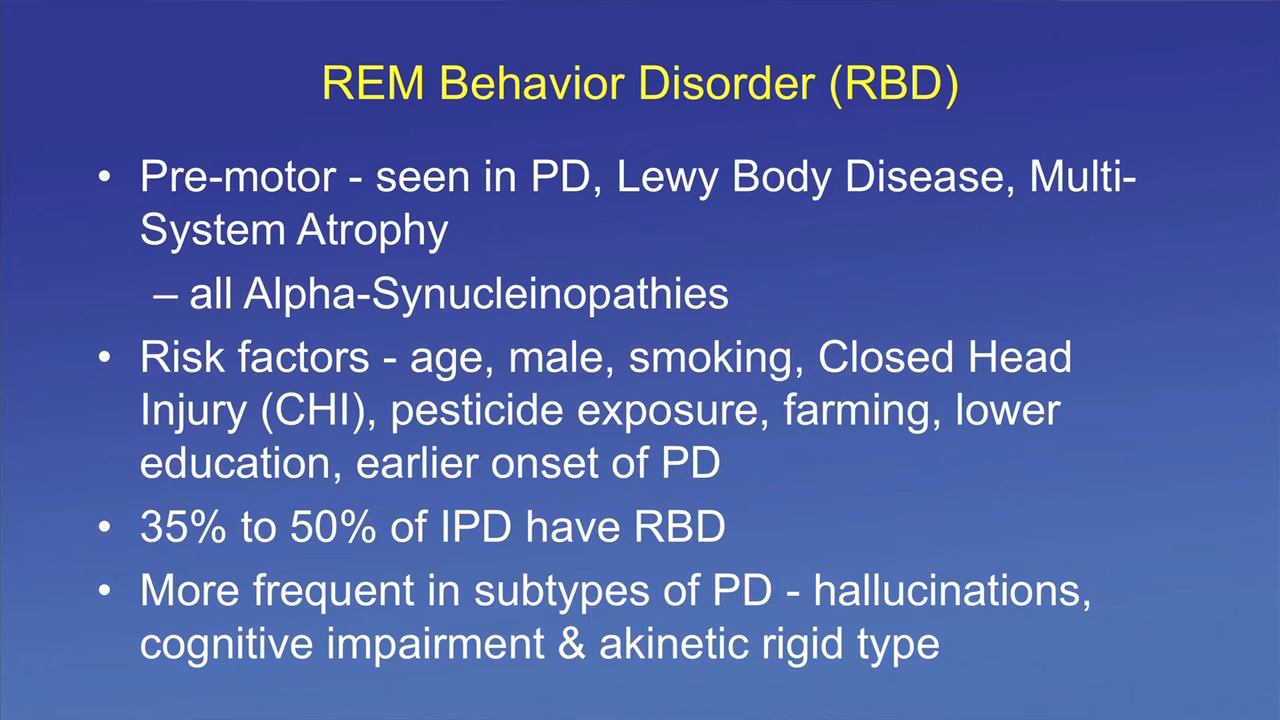 REM Behavior Disorder (RBD)
• Pre-motor - seen in PD, Lewy Body Disease, Multi-
System Atrophy
– all Alpha-Synucleinopathies
• Risk factors - age, male, smoking, Closed Head
Injury (CHI), pesticide exposure, farming, lower
education, earlier onset of PD
• 35% to 50% of IPD have RBD
• More frequent in subtypes of PD - hallucinations,
cognitive impairment & akinetic rigid type